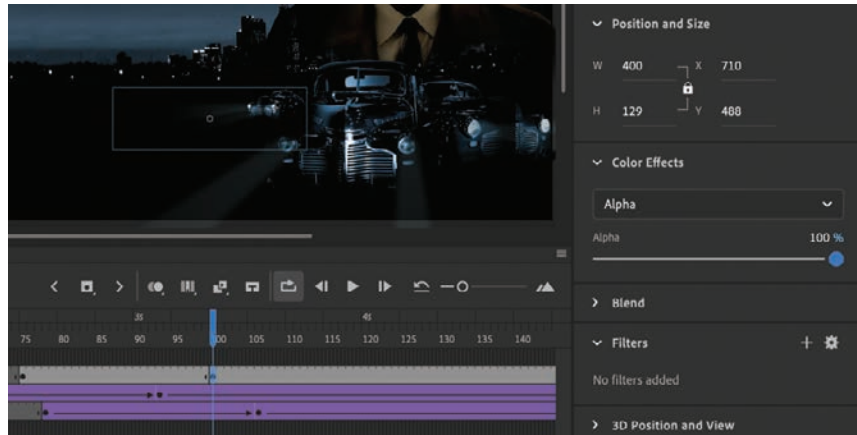 Position and Size
W 400 X 710
H 129 Y 488
Color Effects
Alpha
Alpha 100 %
Blend
Filters
No filters added
3D Position and View
3s 4s
75 80 85 90 95 00 105 110 115 120 125 130 135 140